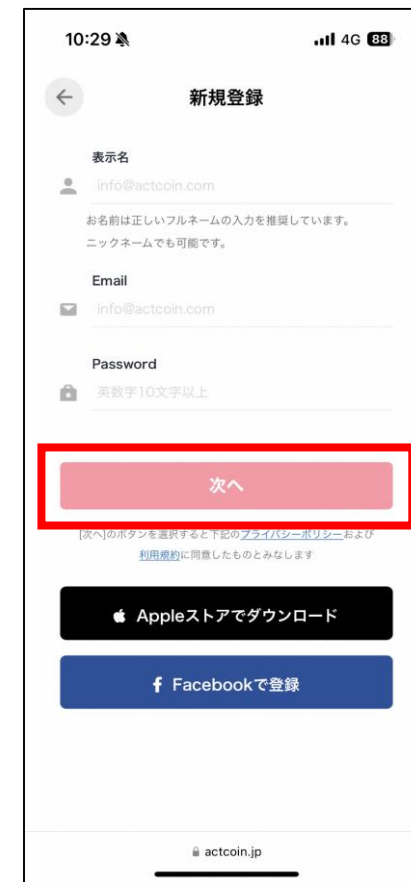 10:29 4G 88
新規登録
表示名
info@actcoin.com
お名前は正しいフルネームの入力を推奨しています。
ニックネームでも可能です。
Email
info@actcoin.com
Password
英数字10文字以上
次へ
[次へ]のボタンを選択すると下記のプライバシーポリシーおよび
利用規約に同意したものとみなします
Appleストアでダウンロード
Facebookで登録
actcoin.jp